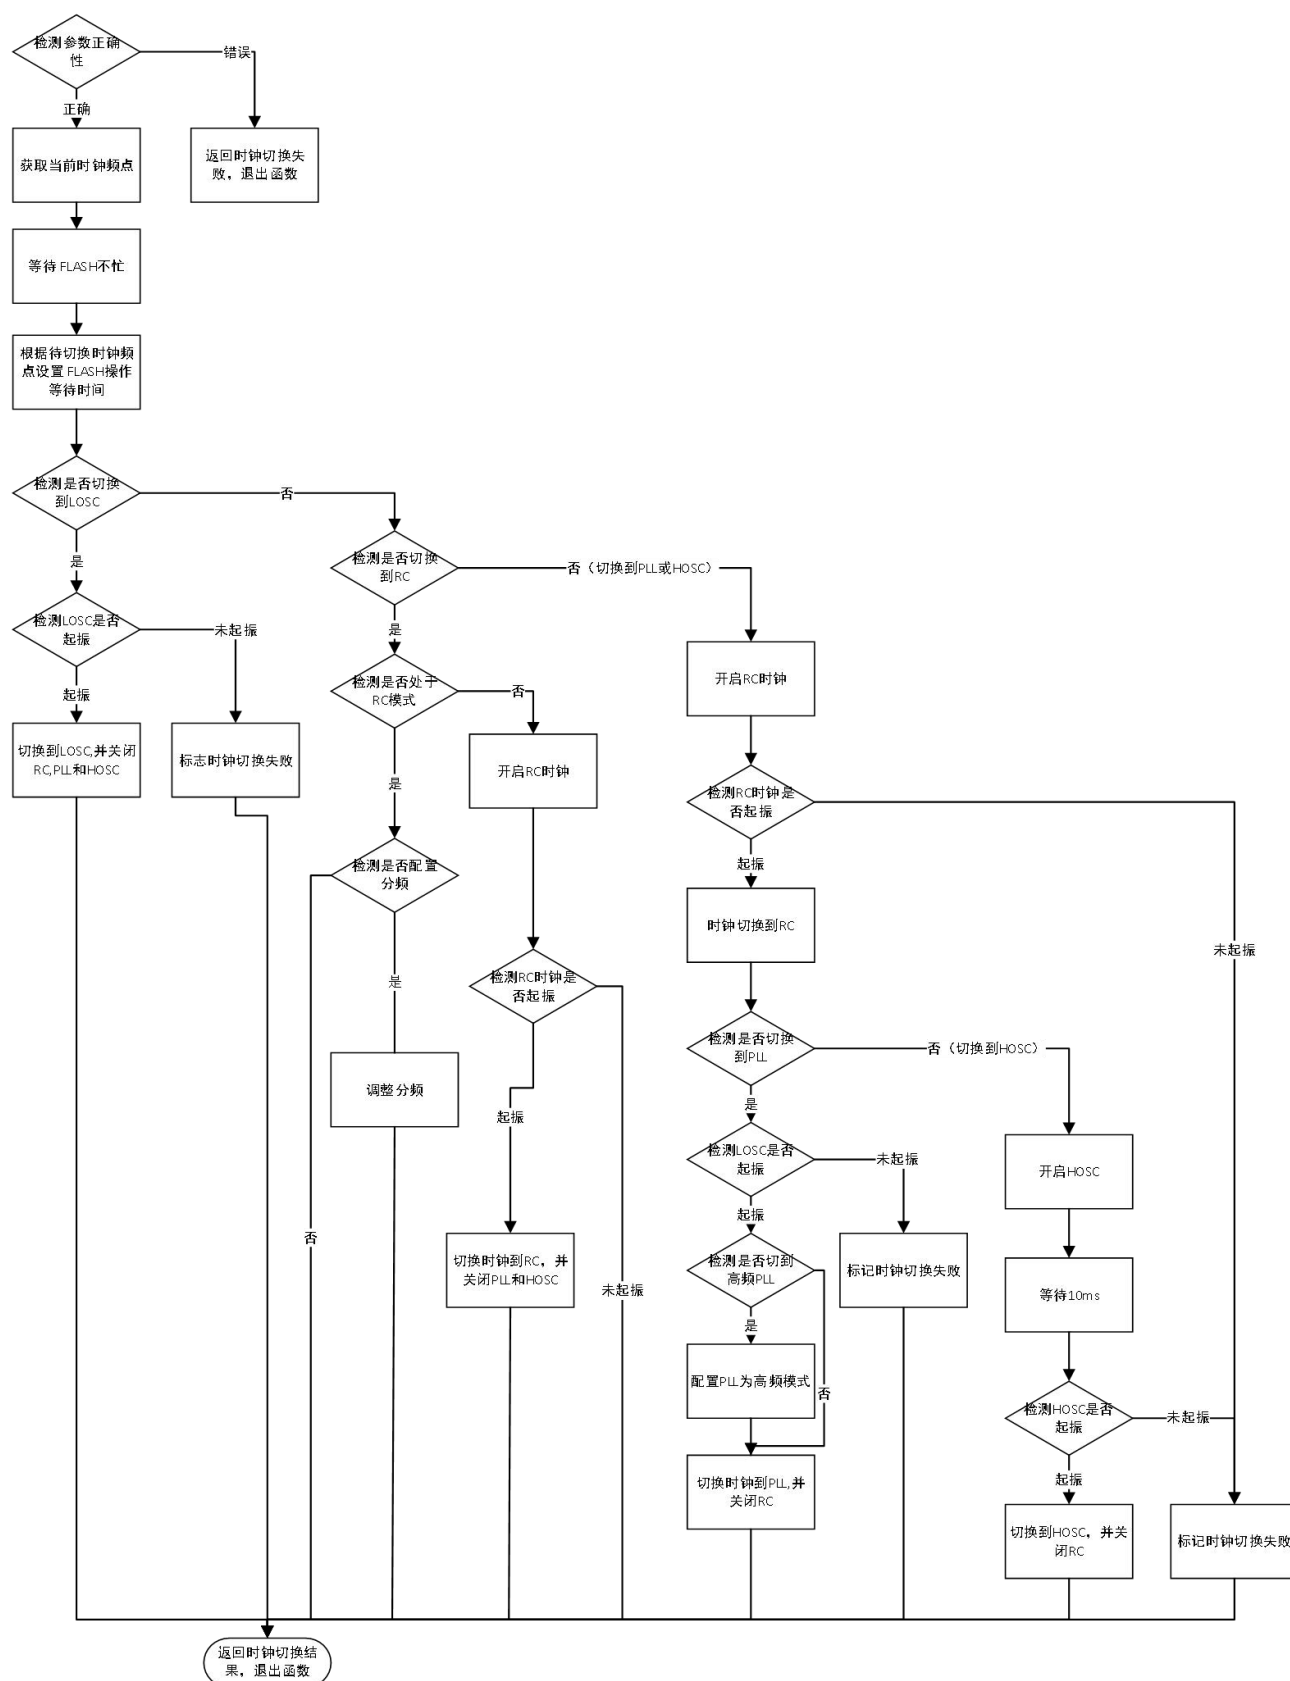 检测参数正确
性
错误
正确
获取当前时钟频点
返回时钟切换失
败，退出函数
等待FLASH不忙
根据待切换时钟频
点设置FLASH操作
等待时间
检测是否切换
到LOSC
否
是
检测是否切换
到RC
否（切换到PLL或HOSC）
是
检测LOSC是否
起振
未起振
起振
切换到LOSC,并关闭
RC,PLL和HOSC
标志时钟切换失败
检测是否处于
RC模式
否
是
开启RC时钟
检测是否配置
分频
是
否
调整分频
检测RC时钟是
否起振
起振
未起振
切换时钟到RC，并
关闭PLL和HOSC
开启RC时钟
检测RC时钟是
否起振
起振
未起振
时钟切换到RC
检测是否切换
到PLL
否（切换到HOSC）
是
检测LOSC是否
起振
未起振
起振
检测是否切到
高频PLL
是
否
标记时钟切换失败
配置PLL为高频模式
切换时钟到PLL,并
关闭RC
开启HOSC
等待10ms
检测HOSC是否
起振
未起振
起振
切换到HOSC，并关
闭RC
标记时钟切换失败
返回时钟切换结
果，退出函数